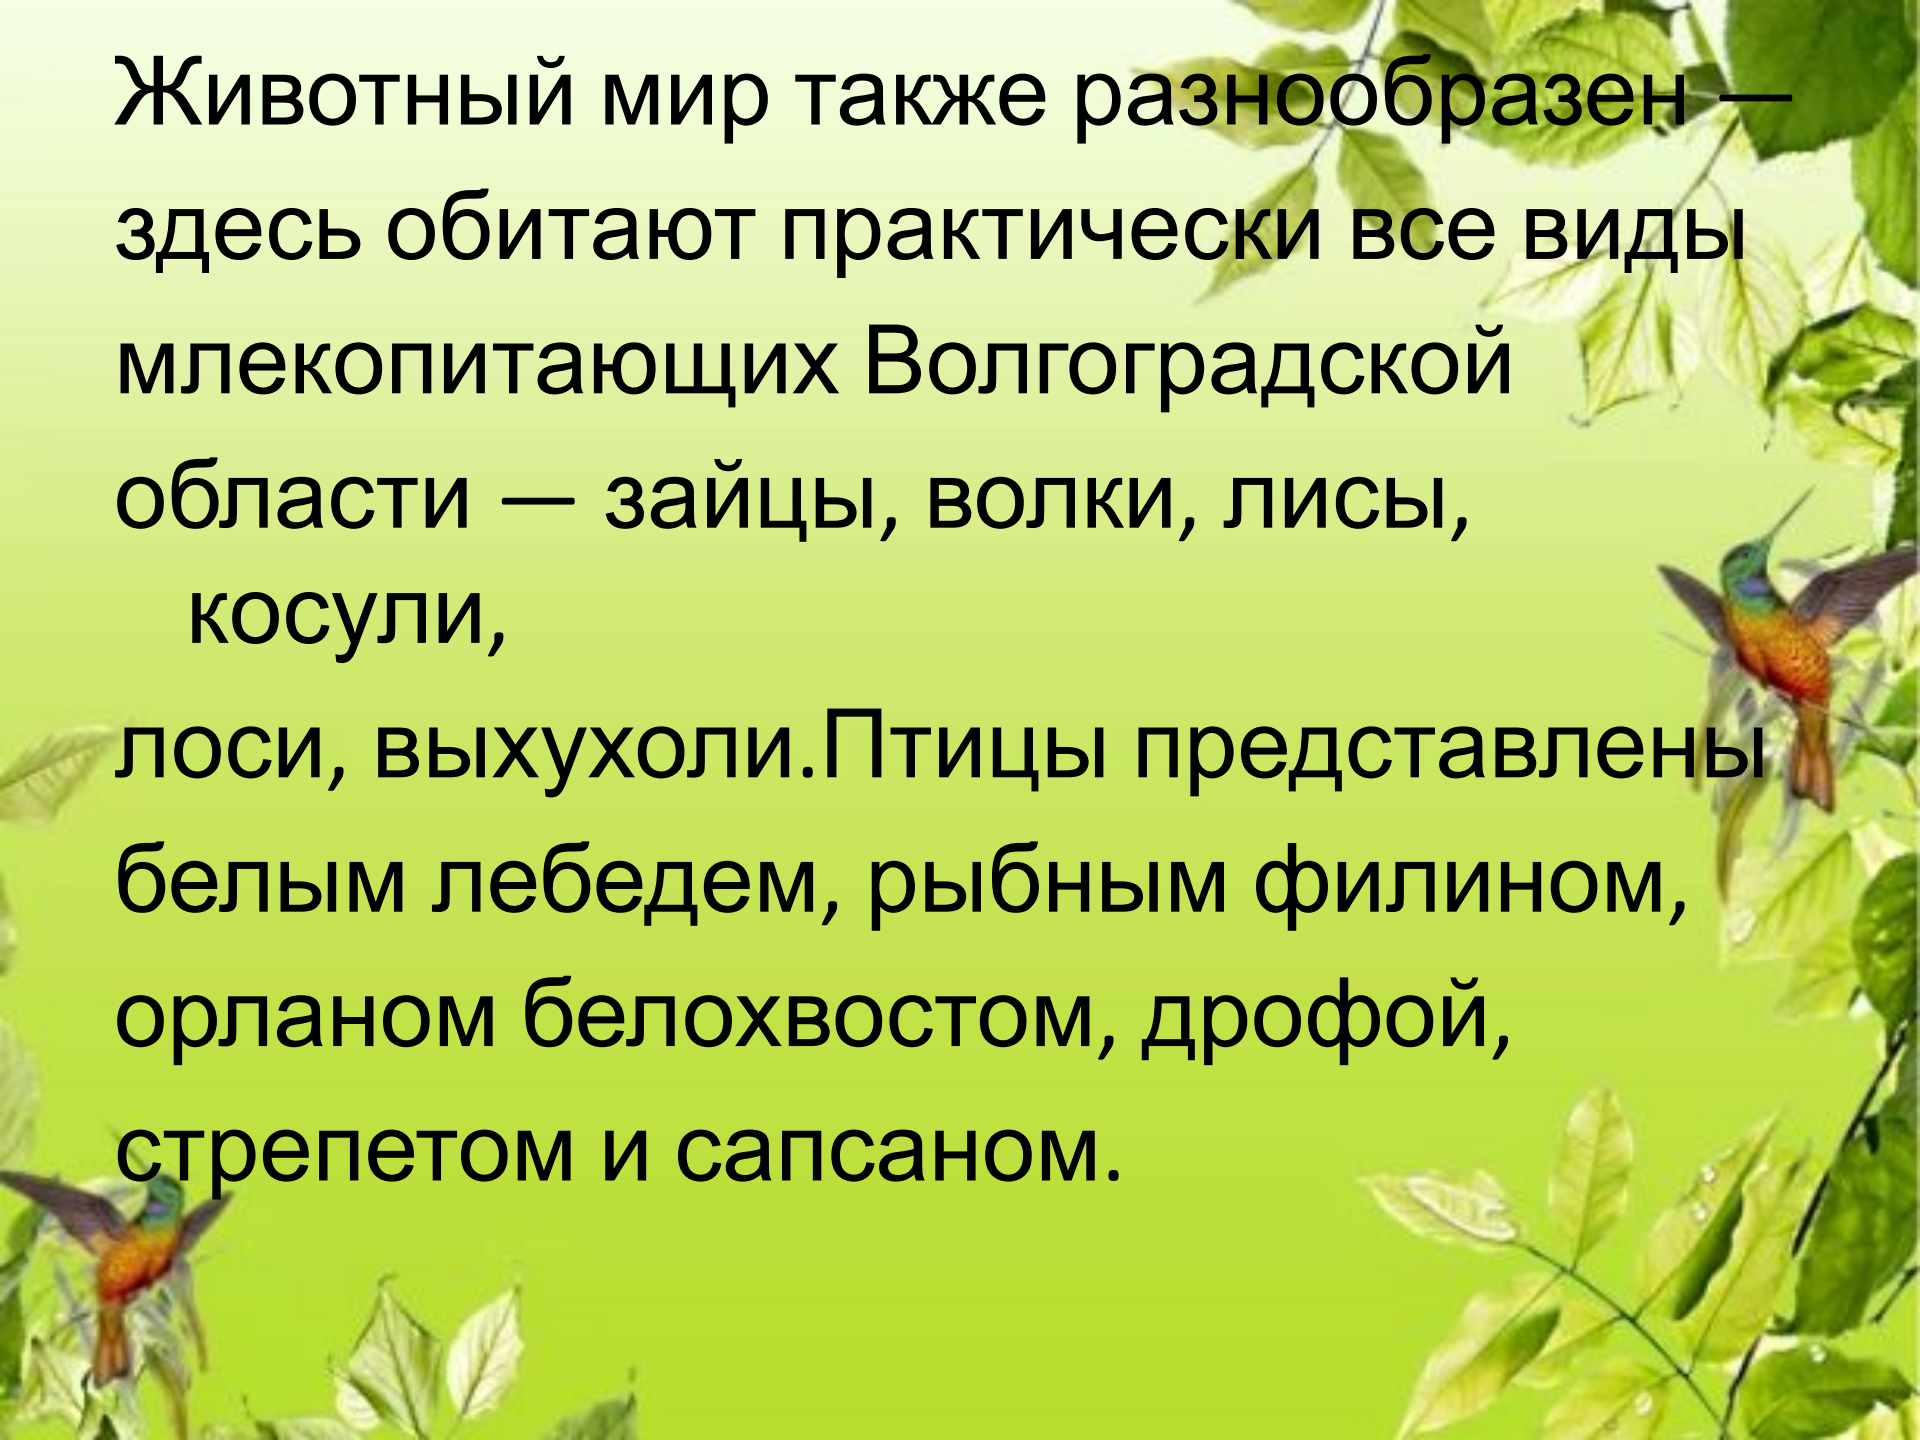 Животный мир также разнообразен —
здесь обитают практически все виды
млекопитающих Волгоградской
области — зайцы, волки, лисы,
косули,
лоси, выхухоли.Птицы представлены
белым лебедем, рыбным филином,
орланом белохвостом, дрофой,
стрепетом и сапсаном.